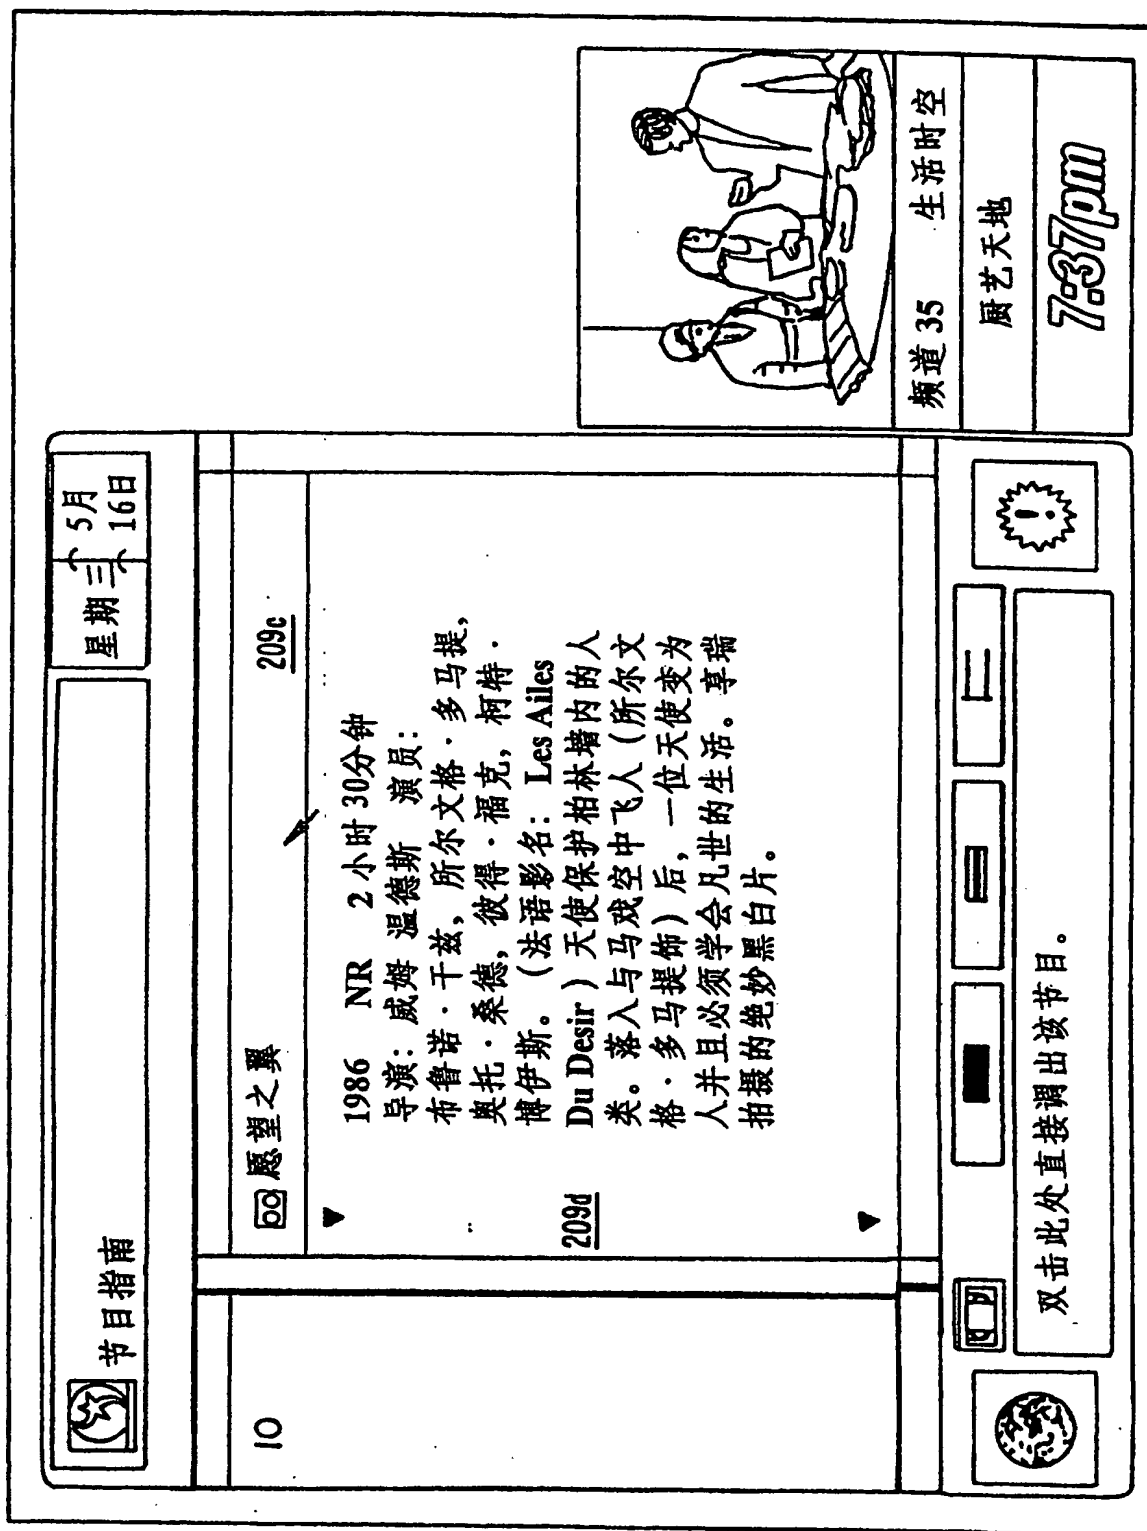 节目指南
星期三
5月
16日
10
愿望之翼
209c
1986 NR 2小时30分钟
导演：威姆 温德斯 演员：
布鲁诺·干兹，所尔文格·多马提，
奥托·桑德，彼得·福克，柯特·
博伊斯。（法语影名：Les Ailes
Du Desir）天使保护柏林墙内的人
类。落入与马戏空中飞人（所尔文
格·多马提饰）后，一位天使变为
人并且必须学会凡世的生活。享瑞
拍摄的绝妙黑白片。
209d
双击此处直接调出该节目。
频道35 生活时空
厨艺天地
7:37pm